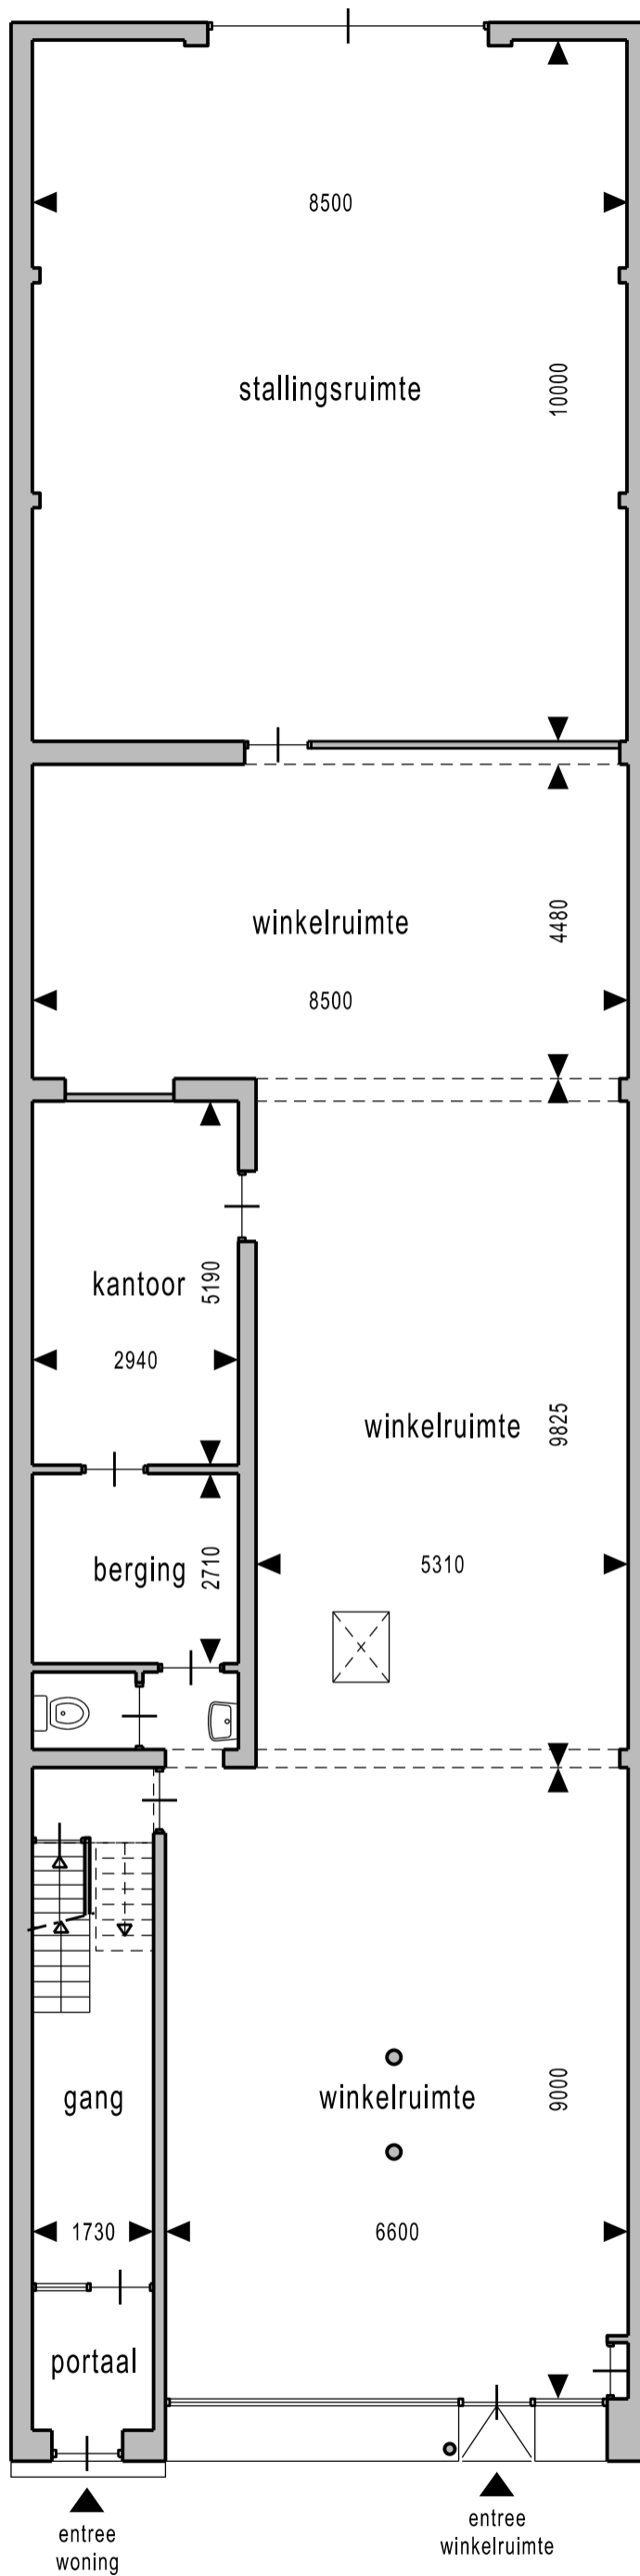 8500
stallingsruimte
10000
winkelruimte
4480
8500
kantoor
5190
2940
winkelruimte
9825
berging
2710
5310
gang
winkelruimte
9000
1730
6600
portaal
entree
woning
entree
winkelruimte